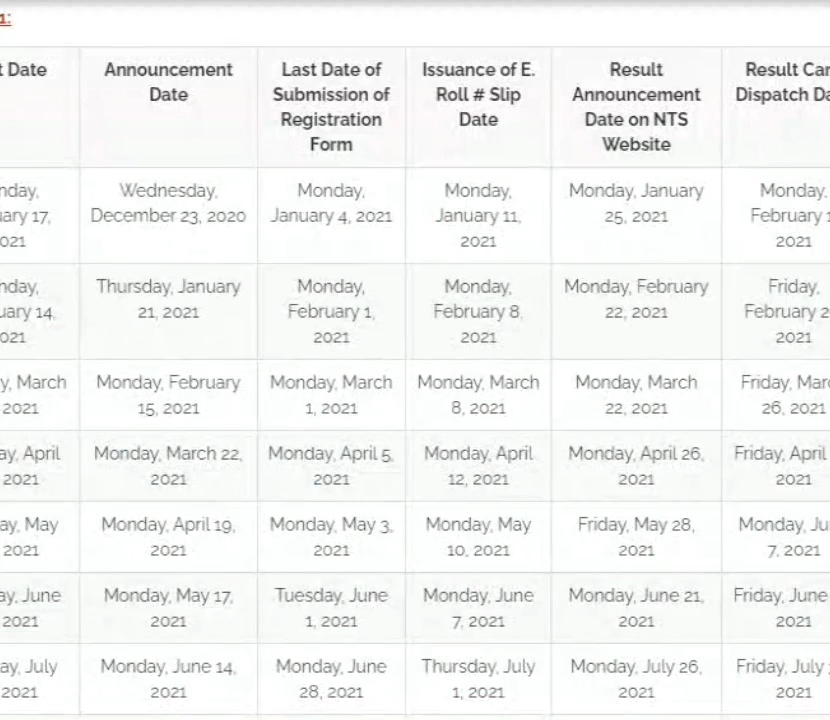 1:
t Date
Announcement
Date
Last Date of
Submission of
Registration
Form
Issuance of E.
Roll # Slip
Date
Result
Announcement
Date on NTS
Website
Result Car
Dispatch Da
nday,
ary 17,
021
Wednesday,
December 23, 2020
Monday,
January 4, 2021
Monday,
January 11,
2021
Monday, January
25, 2021
Monday,
February 1
2021
nday,
ary 14,
021
Thursday, January
21, 2021
Monday,
February 1,
2021
Monday,
February 8,
2021
Monday, February
22, 2021
Friday,
February 2
2021
y, March
2021
Monday, February
15, 2021
Monday, March
1, 2021
Monday, March
8, 2021
Monday, March
22, 2021
Friday, Mar
26, 2021
ay, April
2021
Monday, March 22,
2021
Monday, April 5,
2021
Monday, April
12, 2021
Monday, April 26,
2021
Friday, April
2021
ay, May
2021
Monday, April 19,
2021
Monday, May 3,
2021
Monday, May
10, 2021
Friday, May 28,
2021
Monday, Ju
7, 2021
ay, June
2021
Monday, May 17,
2021
Tuesday, June
1, 2021
Monday, June
7, 2021
Monday, June 21,
2021
Friday, June
2021
ay, July
2021
Monday, June 14,
2021
Monday, June
28, 2021
Thursday, July
1, 2021
Monday, July 26,
2021
Friday, July
2021